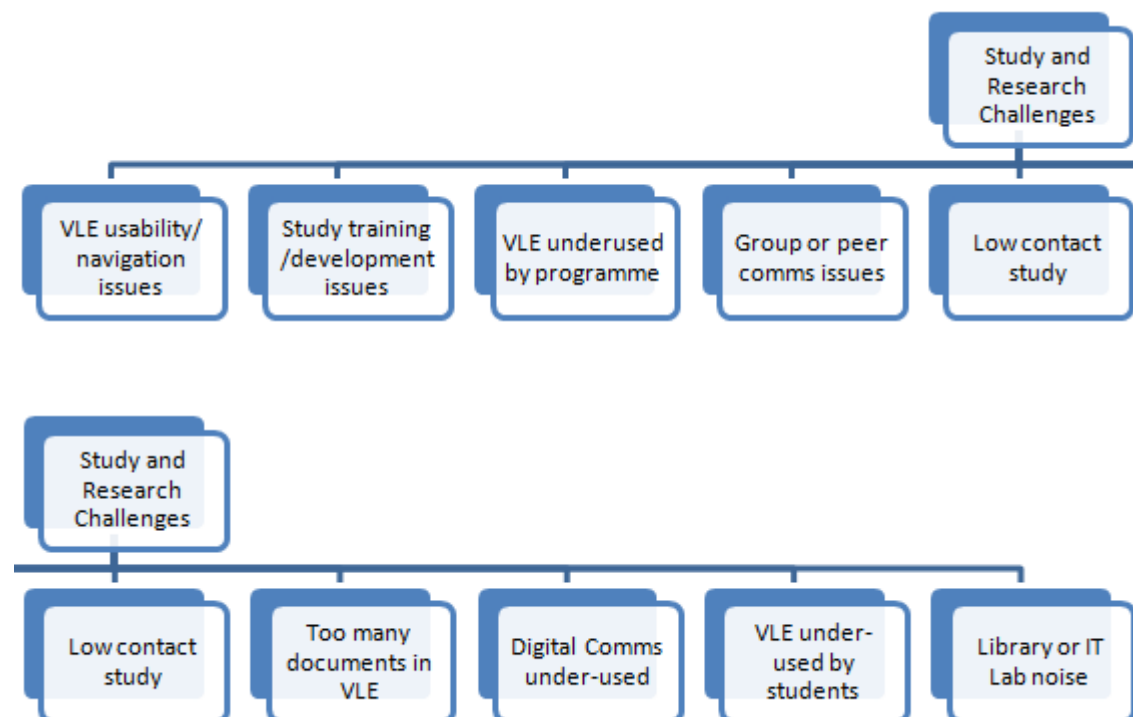 Study and
Research
Challenges
VLE usability/
navigation
issues
Study training
/development
issues
VLE underused
by programme
Group or peer
comms issues
Low contact
study
Study and
Research
Challenges
Low contact
study
Too many
documents in
VLE
Digital Comms
under-used
VLE under-
used by
students
Library or IT
Lab noise